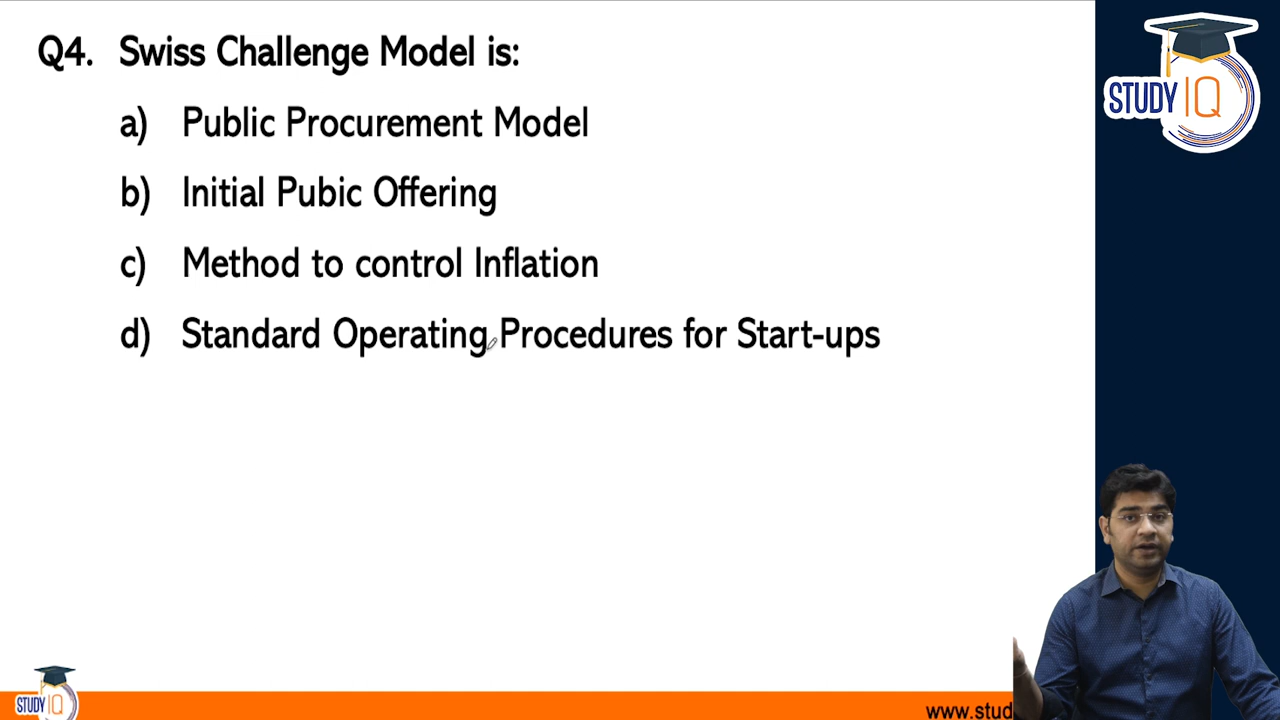 Q4. Swiss Challenge Model is:
a) Public Procurement Model
b) Initial Pubic Offering
c) Method to control Inflation
d) Standard Operating Procedures for Start-ups
STUDY IQ
STUDY IQ
www.stud